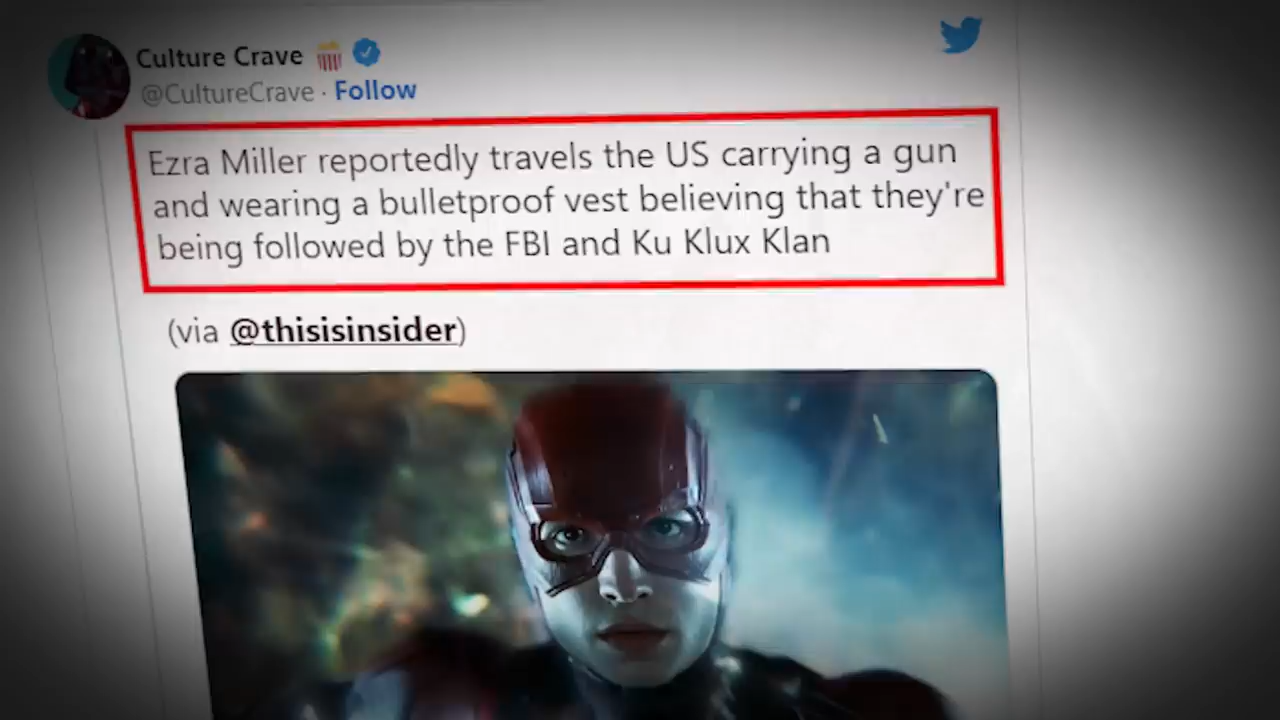 Culture Crave
@CultureCrave · Follow
Ezra Miller reportedly travels the US carrying a gun
and wearing a bulletproof vest believing that they're
being followed by the FBI and Ku Klux Klan
(via @thisisinsider)